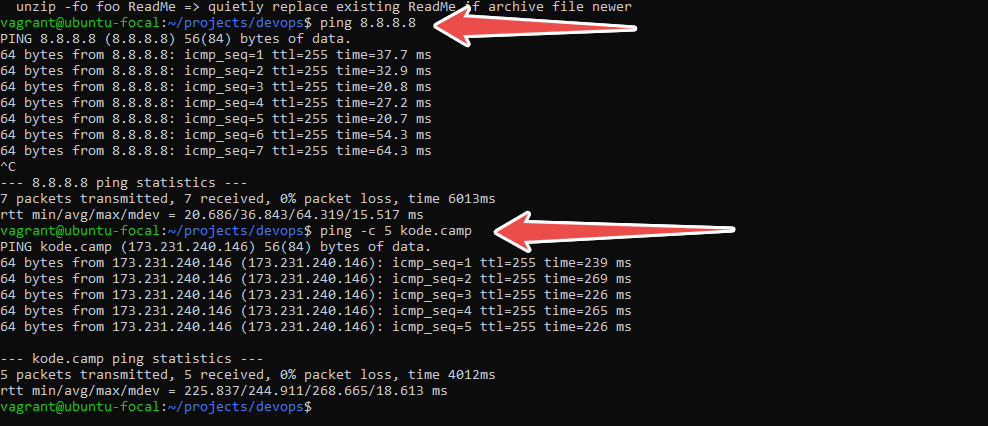 unzip -fo foo ReadMe => quietly replace existing ReadMe if archive file newer
vagrant@ubuntu-focal:~/projects/devops$ ping 8.8.8.8
PING 8.8.8.8 (8.8.8.8) 56(84) bytes of data.
64 bytes from 8.8.8.8: icmp_seq=1 ttl=255 time=37.7 ms
64 bytes from 8.8.8.8: icmp_seq=2 ttl=255 time=32.9 ms
64 bytes from 8.8.8.8: icmp_seq=3 ttl=255 time=20.8 ms
64 bytes from 8.8.8.8: icmp_seq=4 ttl=255 time=27.2 ms
64 bytes from 8.8.8.8: icmp_seq=5 ttl=255 time=20.7 ms
64 bytes from 8.8.8.8: icmp_seq=6 ttl=255 time=54.3 ms
64 bytes from 8.8.8.8: icmp_seq=7 ttl=255 time=64.3 ms
^C
--- 8.8.8.8 ping statistics ---
7 packets transmitted, 7 received, 0% packet loss, time 6013ms
rtt min/avg/max/mdev = 20.686/36.843/64.319/15.517 ms
vagrant@ubuntu-focal:~/projects/devops$ ping -c 5 kode.camp
PING kode.camp (173.231.240.146) 56(84) bytes of data.
64 bytes from 173.231.240.146 (173.231.240.146): icmp_seq=1 ttl=255 time=239 ms
64 bytes from 173.231.240.146 (173.231.240.146): icmp_seq=2 ttl=255 time=269 ms
64 bytes from 173.231.240.146 (173.231.240.146): icmp_seq=3 ttl=255 time=226 ms
64 bytes from 173.231.240.146 (173.231.240.146): icmp_seq=4 ttl=255 time=265 ms
64 bytes from 173.231.240.146 (173.231.240.146): icmp_seq=5 ttl=255 time=226 ms
--- kode.camp ping statistics ---
5 packets transmitted, 5 received, 0% packet loss, time 4012ms
rtt min/avg/max/mdev = 225.837/244.911/268.665/18.613 ms
vagrant@ubuntu-focal:~/projects/devops$